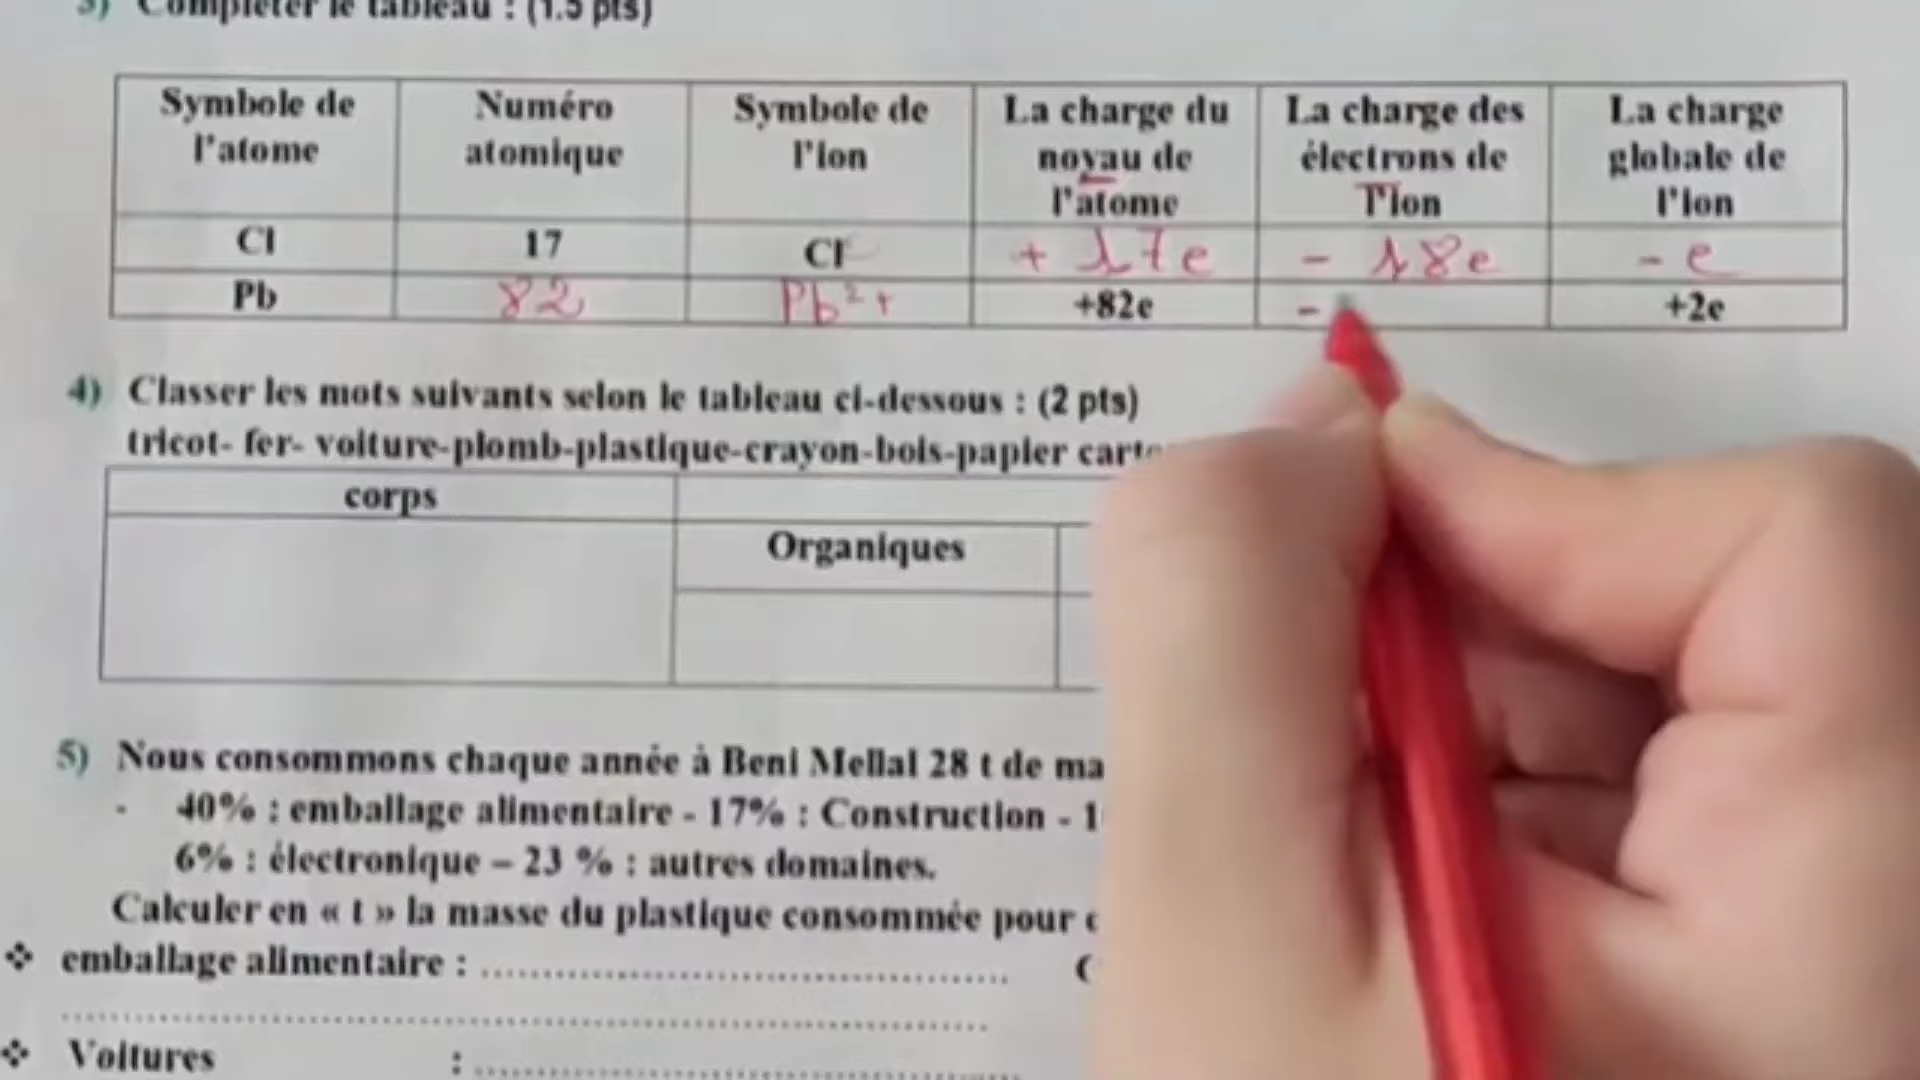 3) Compléter le tableau : (1.5 pts)
Symbole de l'atome
Numéro atomique
Symbole de l'ion
La charge du noyau de l'atome
La charge des électrons de l'ion
La charge globale de l'ion
Cl 17 Cl⁻ + 17e - 18e - e
Pb 82 Pb²⁺ +82e - +2e
4) Classer les mots suivants selon le tableau ci-dessous : (2 pts)
tricot- fer- voiture-plomb-plastique-crayon-bois-papier
corps
Organiques
5) Nous consommons chaque année à Beni Mellal 28 t de
- 40% : emballage alimentaire - 17% : Construction -
6% : électronique – 23 % : autres domaines.
Calculer en « t » la masse du plastique consommée pour
❖ emballage alimentaire : ................................................
................................................................................
❖ Voitures : ................................................